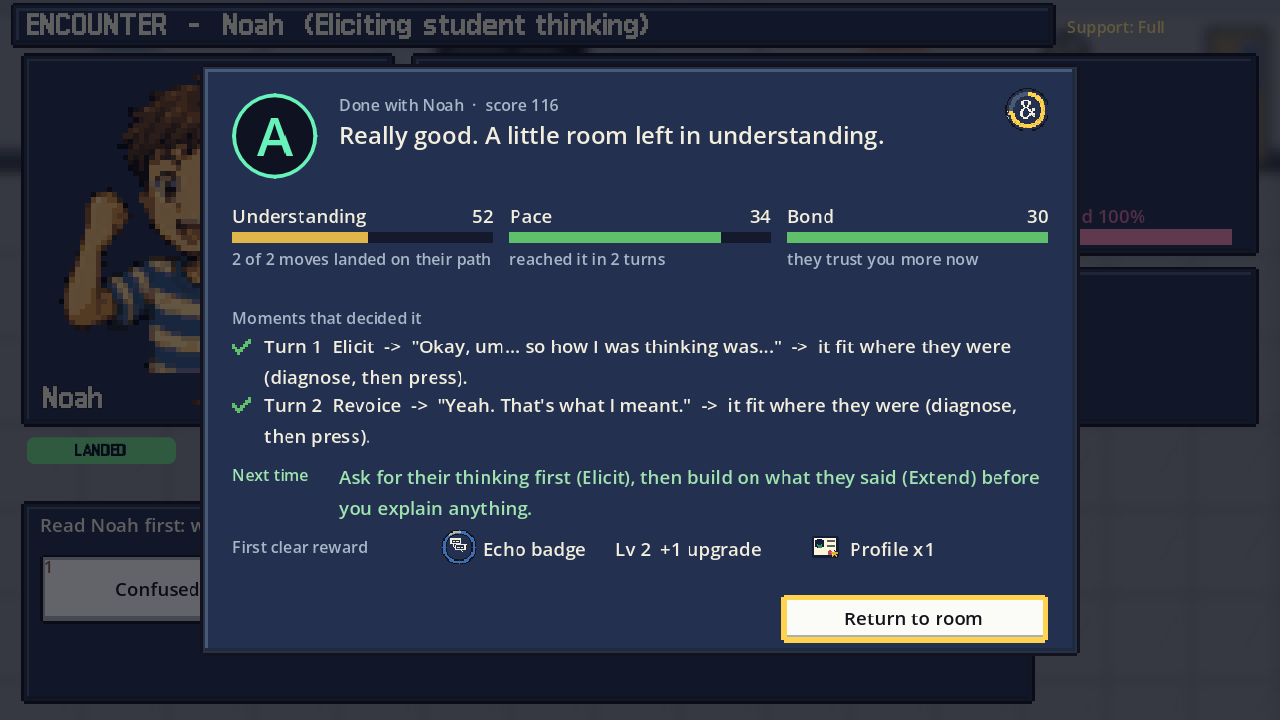 ENCOUNTER - Noah (Eliciting student thinking)
Support: Full
Done with Noah · score 116
A
&
Really good. A little room left in understanding.
Understanding 52 Pace 34 Bond 30
d 100%
2 of 2 moves landed on their path reached it in 2 turns they trust you more now
Moments that decided it
Turn 1 Elicit -> "Okay, um... so how I was thinking was..." -> it fit where they were
(diagnose, then press).
Noah
Turn 2 Revoice -> "Yeah. That's what I meant." -> it fit where they were (diagnose,
then press).
LANDED
Next time Ask for their thinking first (Elicit), then build on what they said (Extend) before
you explain anything.
Read Noah first: w
First clear reward Echo badge Lv 2 +1 upgrade Profile x1
1
Confused
Return to room